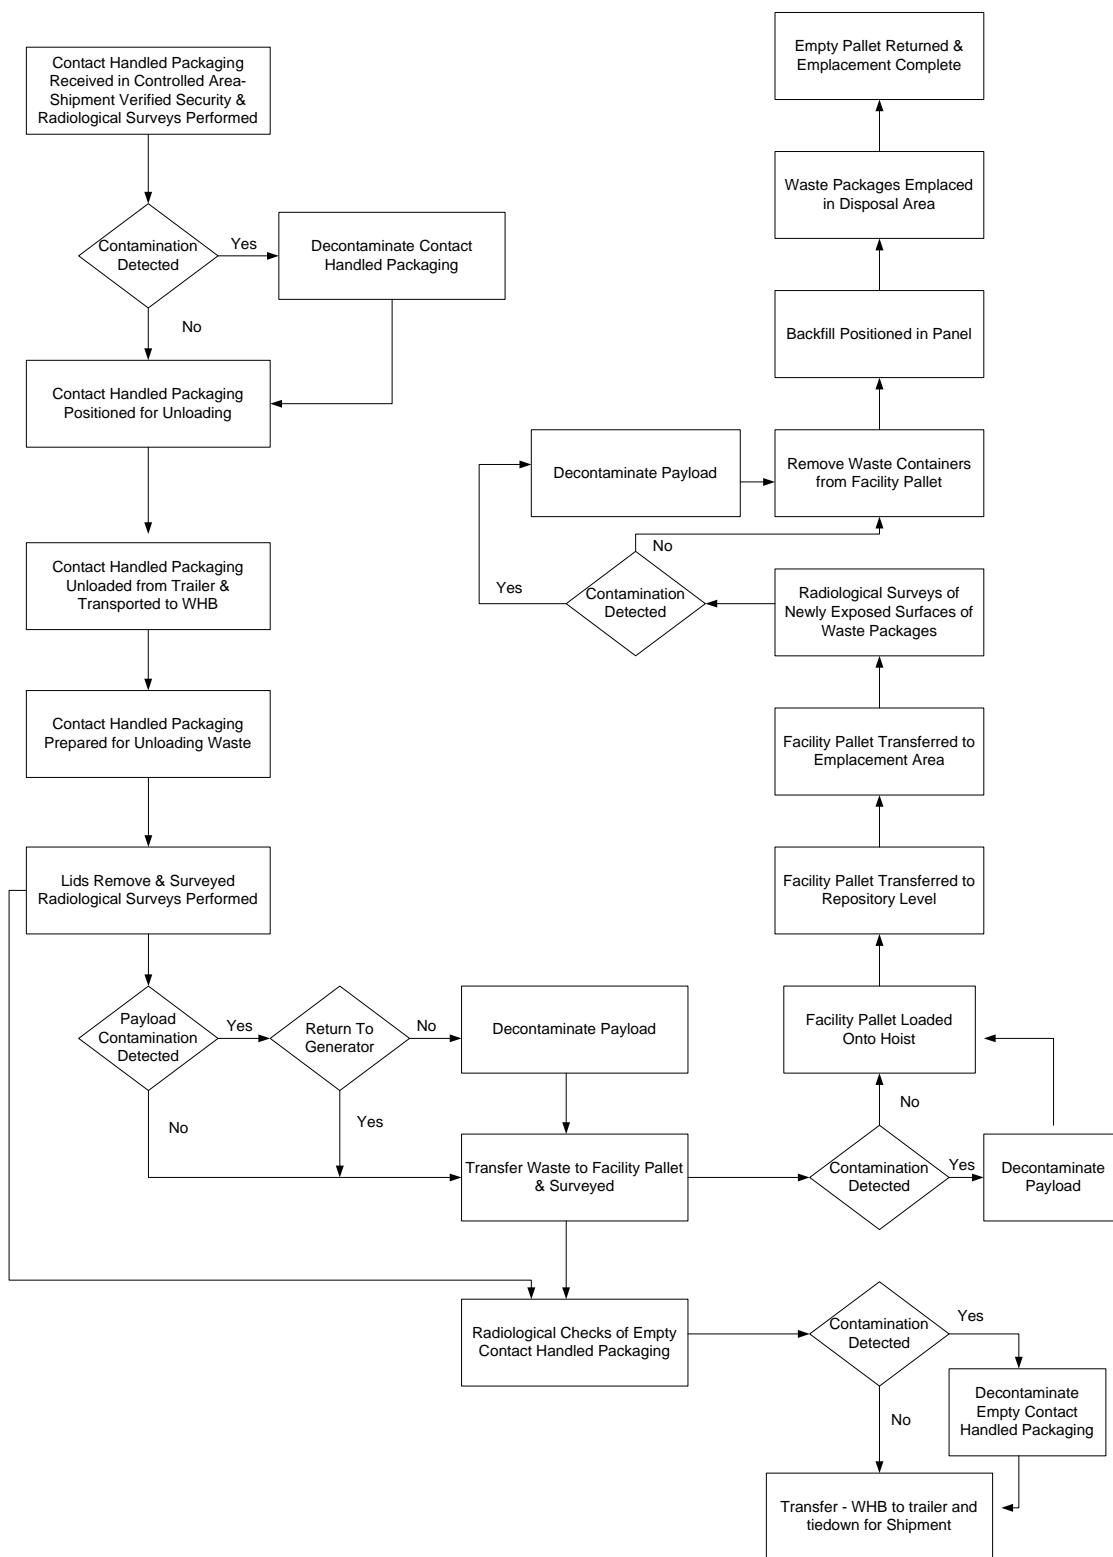 Contact Handled Packaging
Received in Controlled Area-
Shipment Verified Security &
Radiological Surveys Performed
Contamination
Detected
Yes
Decontaminate Contact
Handled Packaging
No
Contact Handled Packaging
Positioned for Unloading
Contact Handled Packaging
Unloaded from Trailer &
Transported to WHB
Contact Handled Packaging
Prepared for Unloading Waste
Lids Remove & Surveyed
Radiological Surveys Performed
Payload
Contamination
Detected
Yes
Return To
Generator
No
Decontaminate Payload
No
Yes
Transfer Waste to Facility Pallet
& Surveyed
Contamination
Detected
Yes
Decontaminate
Payload
No
Facility Pallet Loaded
Onto Hoist
Facility Pallet Transferred to
Repository Level
Facility Pallet Transferred to
Emplacement Area
Radiological Surveys of
Newly Exposed Surfaces of
Waste Packages
Contamination
Detected
Yes
No
Decontaminate Payload
Remove Waste Containers
from Facility Pallet
Backfill Positioned in Panel
Waste Packages Emplaced
in Disposal Area
Empty Pallet Returned &
Emplacement Complete
Radiological Checks of Empty
Contact Handled Packaging
Contamination
Detected
Yes
Decontaminate
Empty Contact
Handled Packaging
No
Transfer - WHB to trailer and
tiedown for Shipment